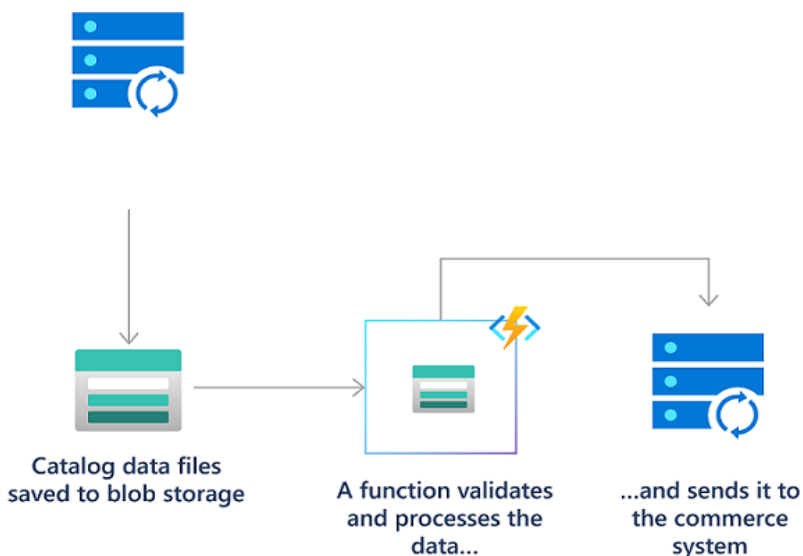 Catalog data files
saved to blob storage
A function validates
and processes the
data...
...and sends it to
the commerce
system